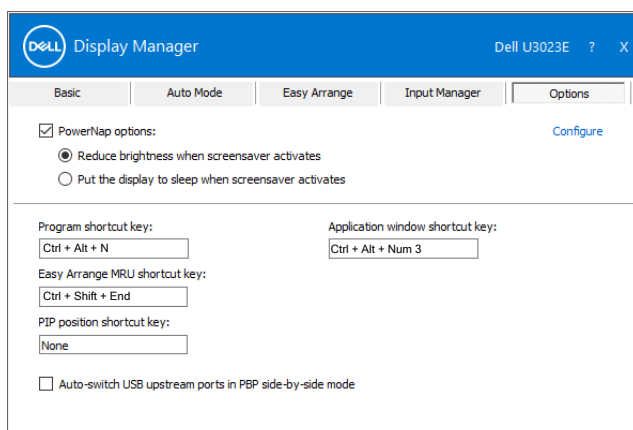 DELL Display Manager Dell U3023E ? X
Basic Auto Mode Easy Arrange Input Manager Options
PowerNap options: Configure
Reduce brightness when screensaver activates
Put the display to sleep when screensaver activates
Program shortcut key: Application window shortcut key:
Ctrl + Alt + N Ctrl + Alt + Num 3
Easy Arrange MRU shortcut key:
Ctrl + Shift + End
PIP position shortcut key:
None
Auto-switch USB upstream ports in PBP side-by-side mode